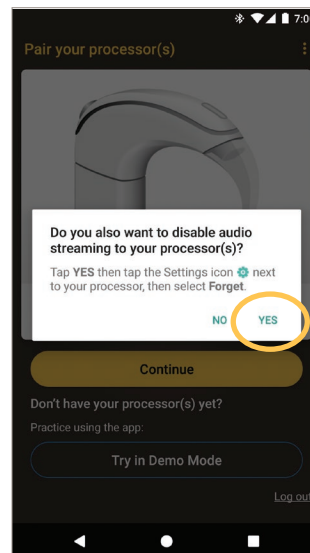 7:00
Pair your processor(s)
Do you also want to disable audio
streaming to your processor(s)?
Tap YES then tap the Settings icon next
to your processor, then select Forget.
NO YES
Continue
Don't have your processor(s) yet?
Practice using the app:
Try in Demo Mode
Log out